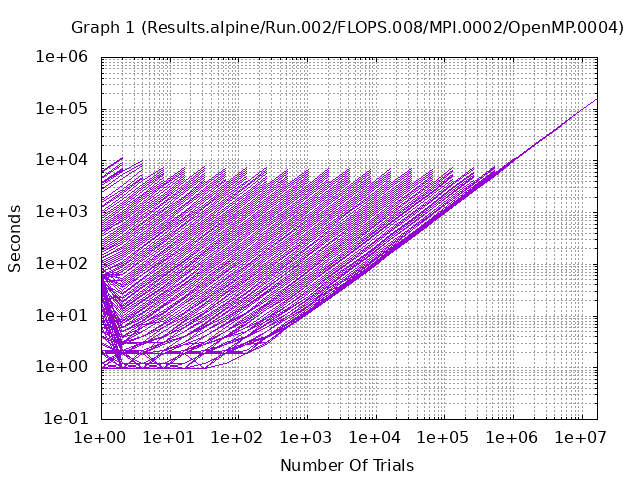 Graph 1 (Results.alpine/Run.002/FLOPS.008/MPI.0002/OpenMP.0004)
1e+06
1e+05
1e+04
1e+03
1e+02
1e+01
1e+00
1e-01
Seconds
1e+00 1e+01 1e+02 1e+03 1e+04 1e+05 1e+06 1e+07
Number Of Trials